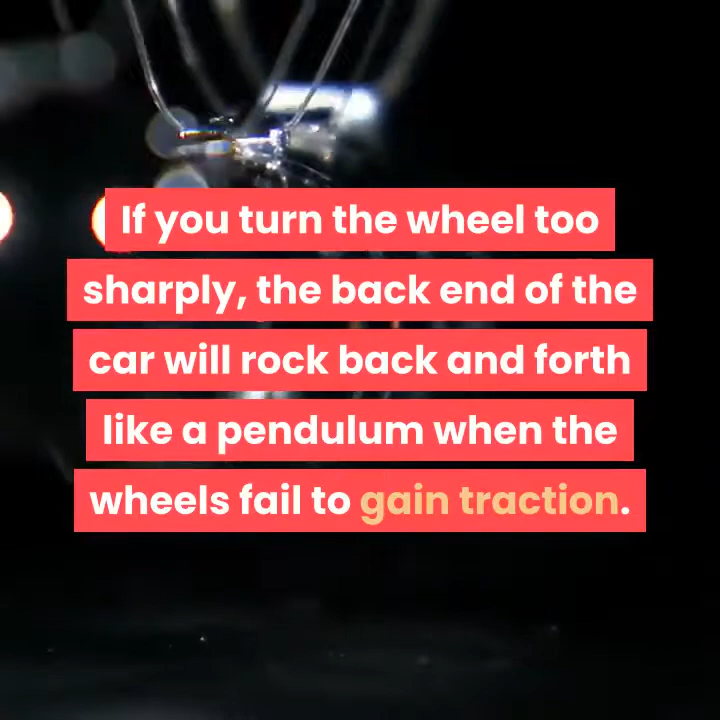 If you turn the wheel too
sharply, the back end of the
car will rock back and forth
like a pendulum when the
wheels fail to gain traction.